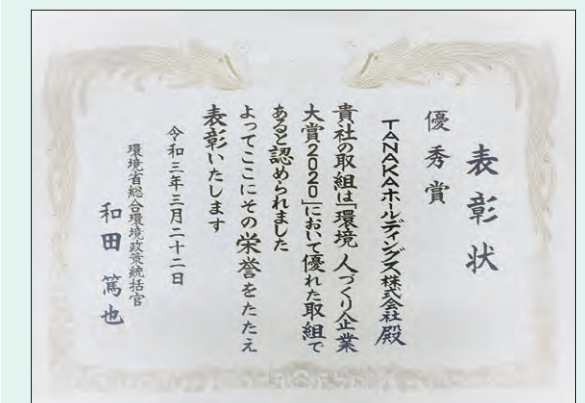 表彰状
優秀賞
TANAKAホールディングス株式会社 殿
貴社の取組は「環境 人づくり企業
大賞2020」において優れた取組で
あると認められました
よってここにその栄誉をたたえ
表彰いたします
令和三年三月二十二日
環境省総合環境政策統括官
和田 篤也